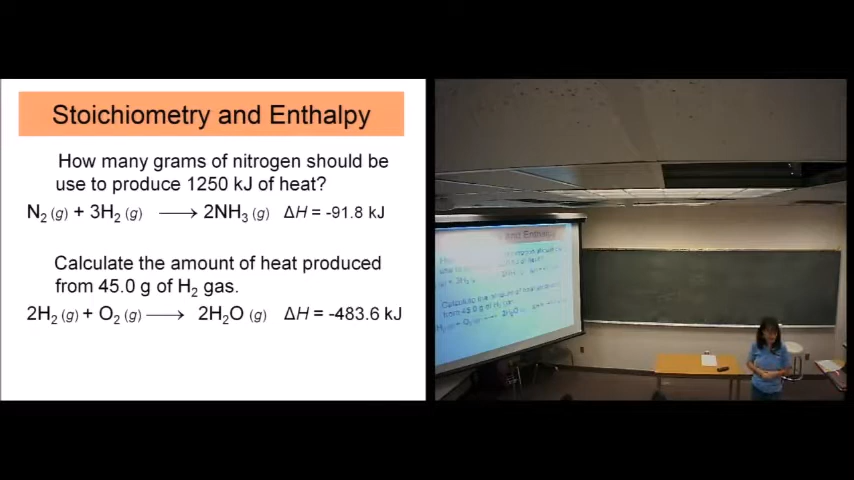 Stoichiometry and Enthalpy
How many grams of nitrogen should be
use to produce 1250 kJ of heat?
N₂ (g) + 3H₂ (g) ⟶ 2NH₃ (g) ΔH = -91.8 kJ
Calculate the amount of heat produced
from 45.0 g of H₂ gas.
2H₂ (g) + O₂ (g) ⟶ 2H₂O (g) ΔH = -483.6 kJ
and Enthalpy